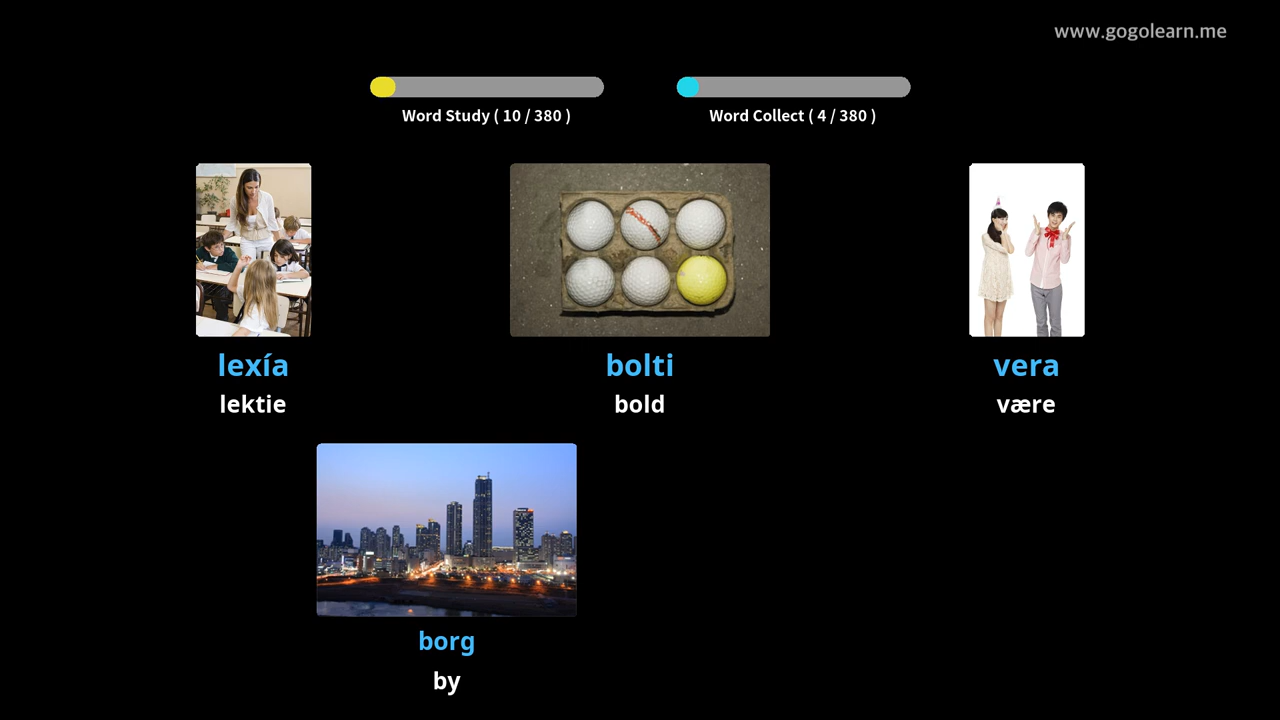 www.gogolearn.me
Word Study ( 10 / 380 )
Word Collect ( 4 / 380 )
lexía
lektie
bolti
bold
vera
være
borg
by